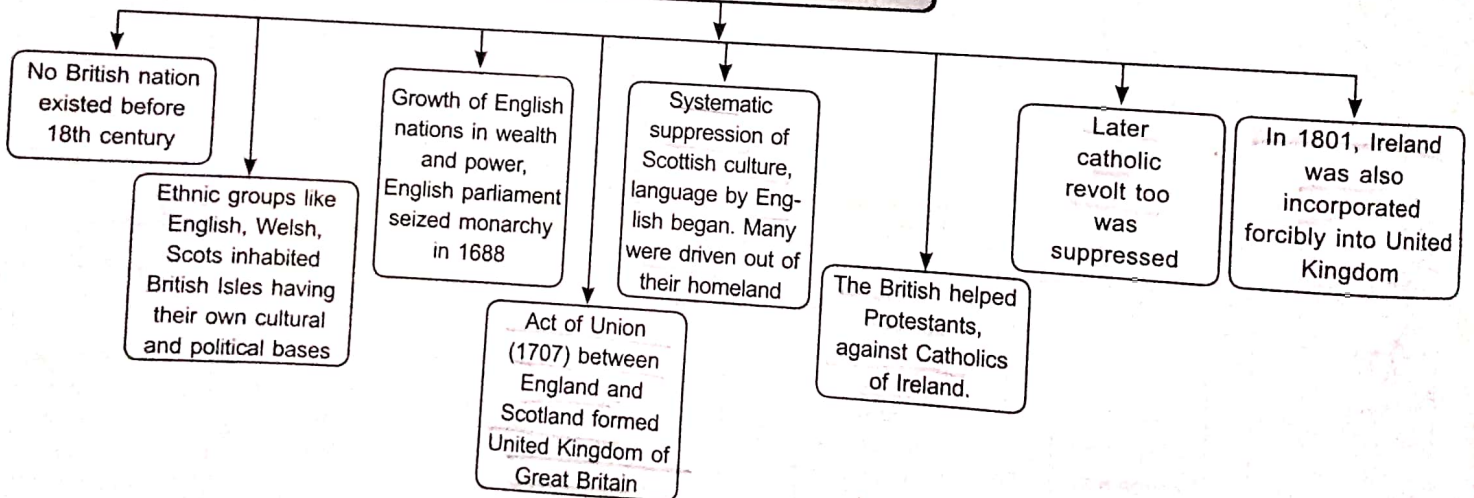 No British nation
existed before
18th century
Ethnic groups like
English, Welsh,
Scots inhabited
British Isles having
their own cultural
and political bases
Growth of English
nations in wealth
and power,
English parliament
seized monarchy
in 1688
Act of Union
(1707) between
England and
Scotland formed
United Kingdom of
Great Britain
Systematic
suppression of
Scottish culture,
language by Eng-
lish began. Many
were driven out of
their homeland
The British helped
Protestants,
against Catholics
of Ireland.
Later
catholic
revolt too
was
suppressed
In 1801, Ireland
was also
incorporated
forcibly into United
Kingdom